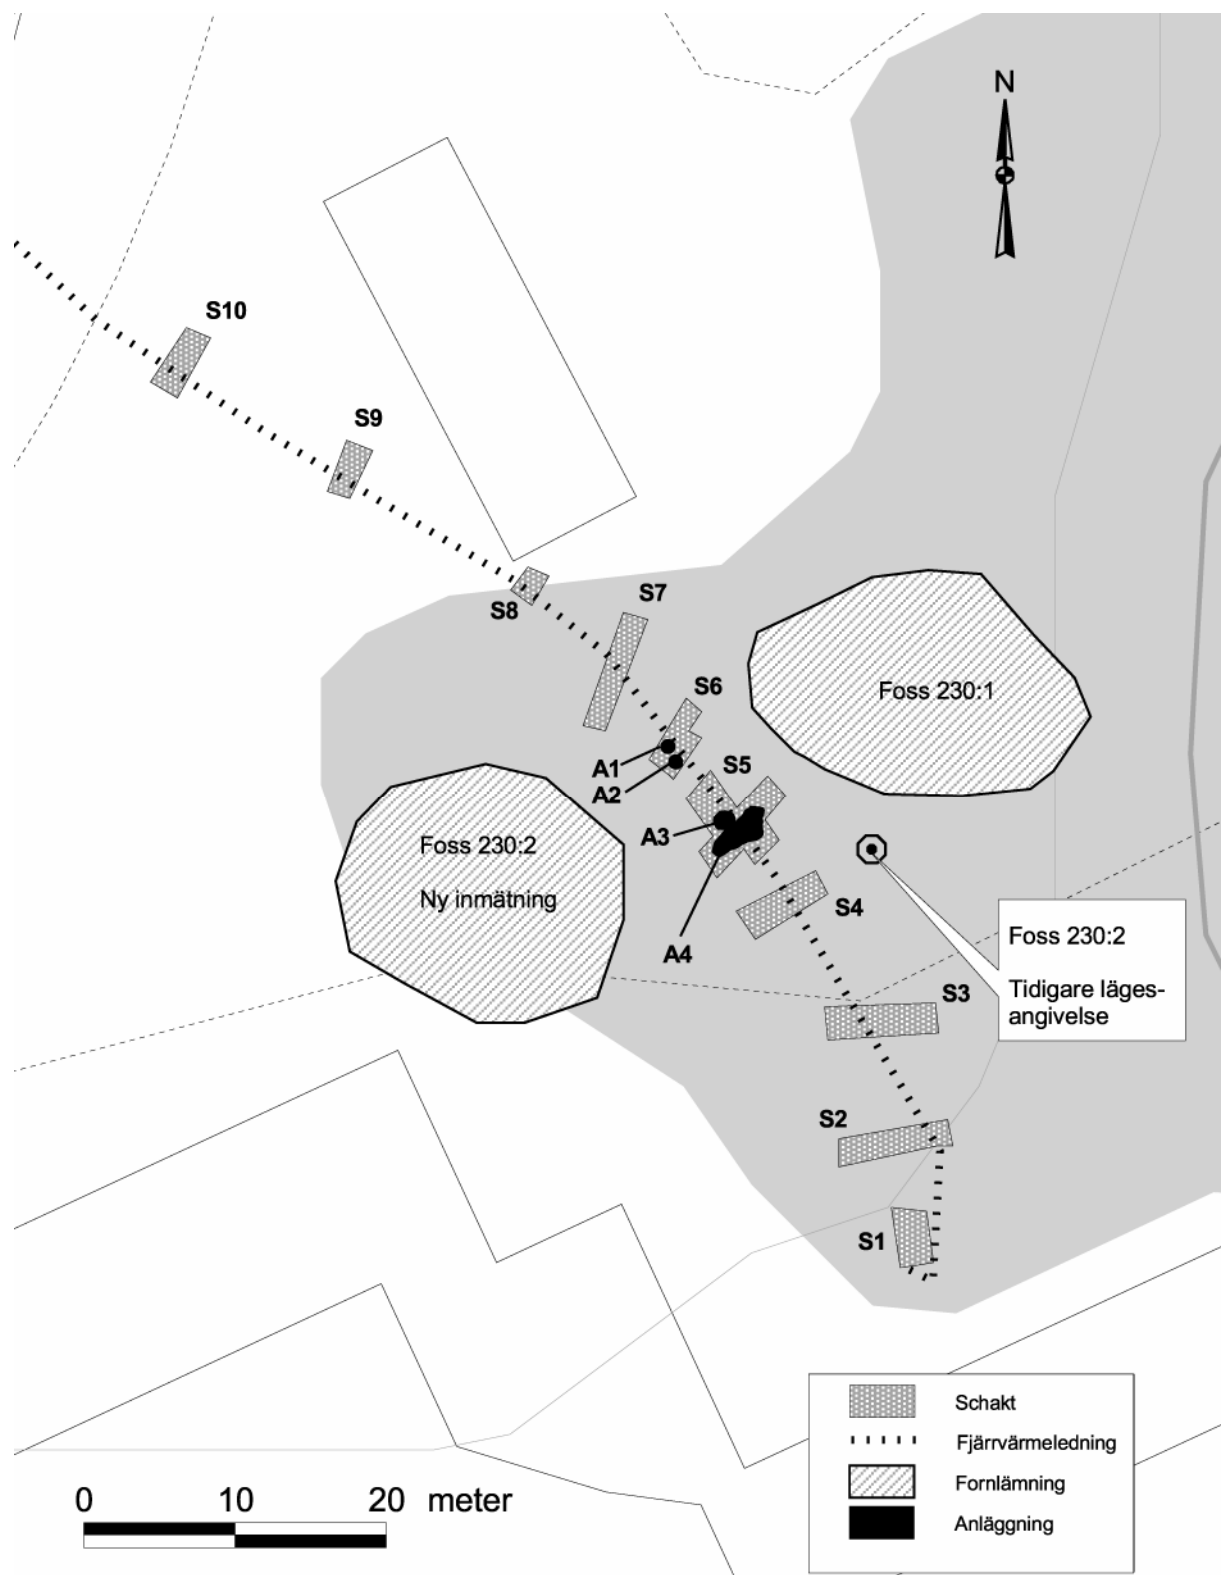 N
S10
S9
S8
S7
S6
Foss 230:1
A1
A2
S5
A3
Foss 230:2
Ny inmätning
S4
A4
Foss 230:2
Tidigare läges-
angivelse
S3
S2
S1
Schakt
Fjärrvärmeledning
Fornlämning
Anläggning
0 10 20 meter